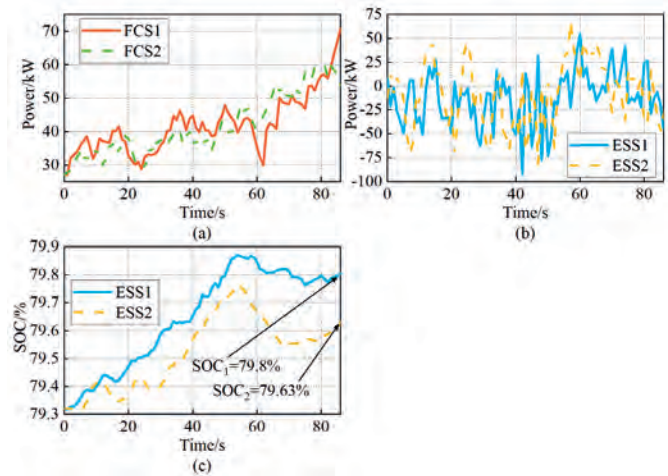 70
60
50
40
30
Power/kW
FCS1
FCS2
0 20 40 60 80
Time/s
(a)
75
50
25
0
-25
-50
-75
-100
Power/kW
ESS1
ESS2
0 20 40 60 80
Time/s
(b)
79.9
79.8
79.6
79.5
79.4
79.3
SOC/%
ESS1
ESS2
SOC₁=79.8%
SOC₂=79.63%
0 20 40 60 80
Time/s
(c)